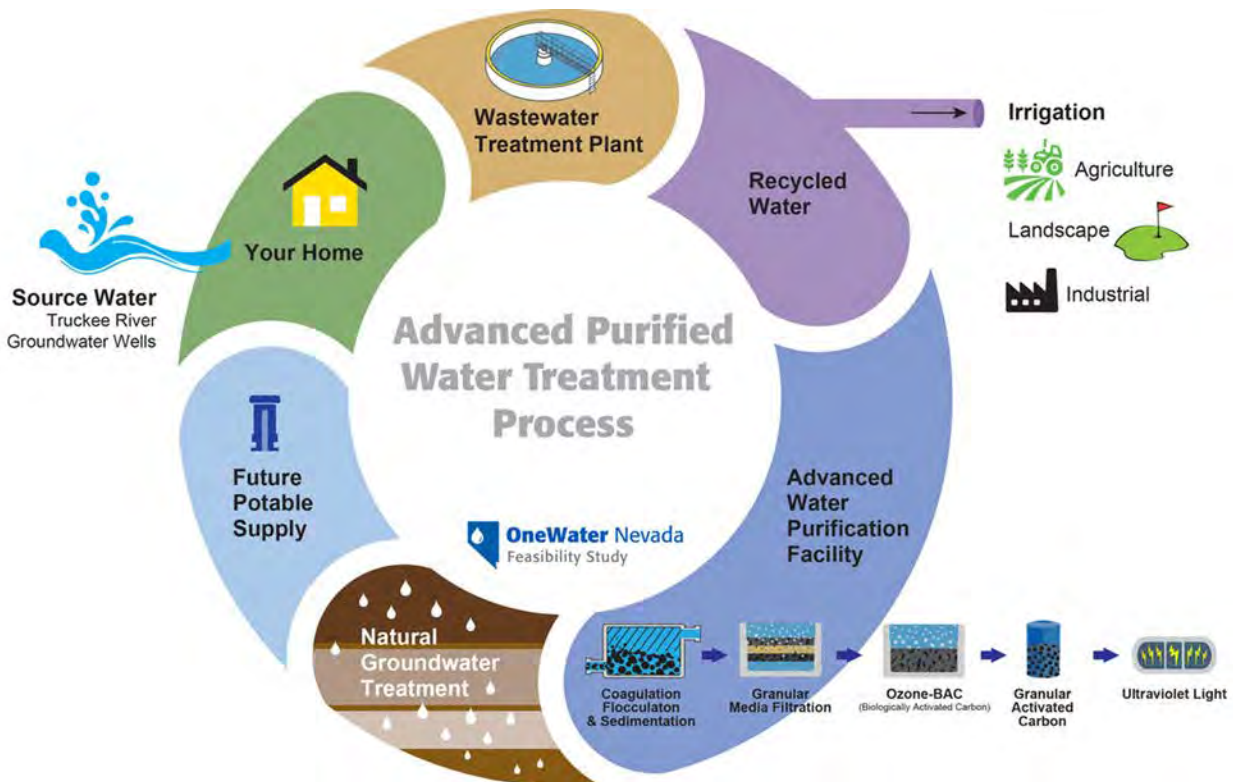 Wastewater
Treatment Plant
Recycled
Water
Irrigation
Agriculture
Landscape
Industrial
Your Home
Source Water
Truckee River
Groundwater Wells
Advanced Purified
Water Treatment
Process
Future
Potable
Supply
OneWater Nevada
Feasibility Study
Advanced
Water
Purification
Facility
Natural
Groundwater
Treatment
Coagulation
Flocculaton
& Sedimentation
Granular
Media Filtration
Ozone-BAC
(Biologically Activated Carbon)
Granular
Activated
Carbon
Ultraviolet Light